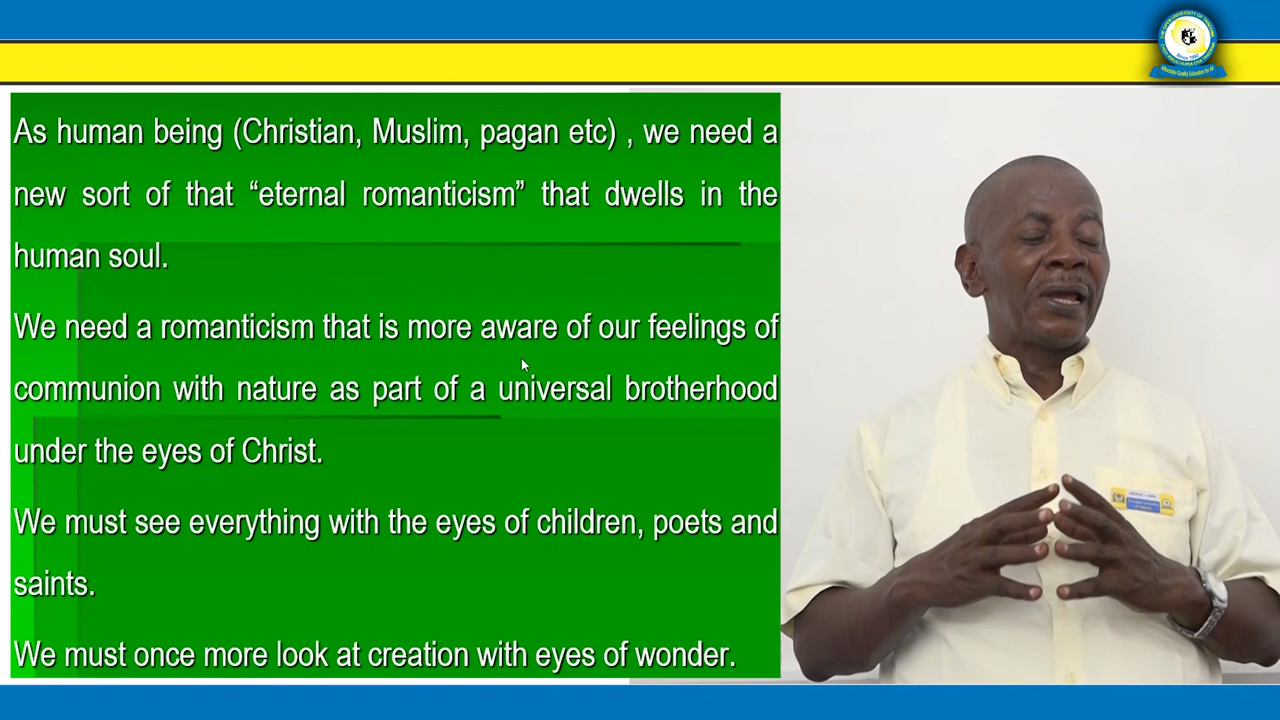 As human being (Christian, Muslim, pagan etc) , we need a
new sort of that “eternal romanticism” that dwells in the
human soul.
We need a romanticism that is more aware of our feelings of
communion with nature as part of a universal brotherhood
under the eyes of Christ.
We must see everything with the eyes of children, poets and
saints.
We must once more look at creation with eyes of wonder.